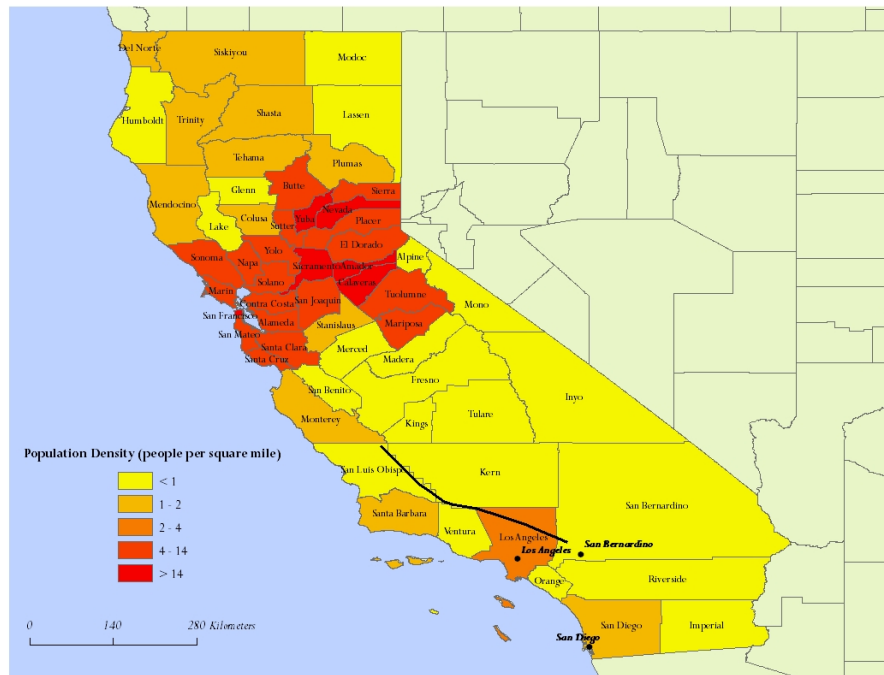 Del Norte
Siskiyou
Modoc
Humboldt
Trinity
Shasta
Lassen
Tehama
Plumas
Mendocino
Glenn
Butte
Sierra
Lake
Colusa
Sutter
Yuba
Nevada
Placer
Sonoma
Napa
Yolo
El Dorado
Sacramento
Amador
Alpine
Marin
Solano
Calaveras
Contra Costa
San Joaquin
Tuolumne
Mono
San Francisco
Alameda
Stanislaus
Mariposa
San Mateo
Santa Clara
Merced
Santa Cruz
Madera
Fresno
San Benito
Inyo
Monterey
Kings
Tulare
Population Density (people per square mile)
< 1
1 - 2
2 - 4
4 - 14
> 14
San Luis Obispo
Kern
San Bernardino
Santa Barbara
Ventura
Los Angeles
Los Angeles
San Bernardino
Orange
Riverside
San Diego
Imperial
San Diego
0 140 280 Kilometers